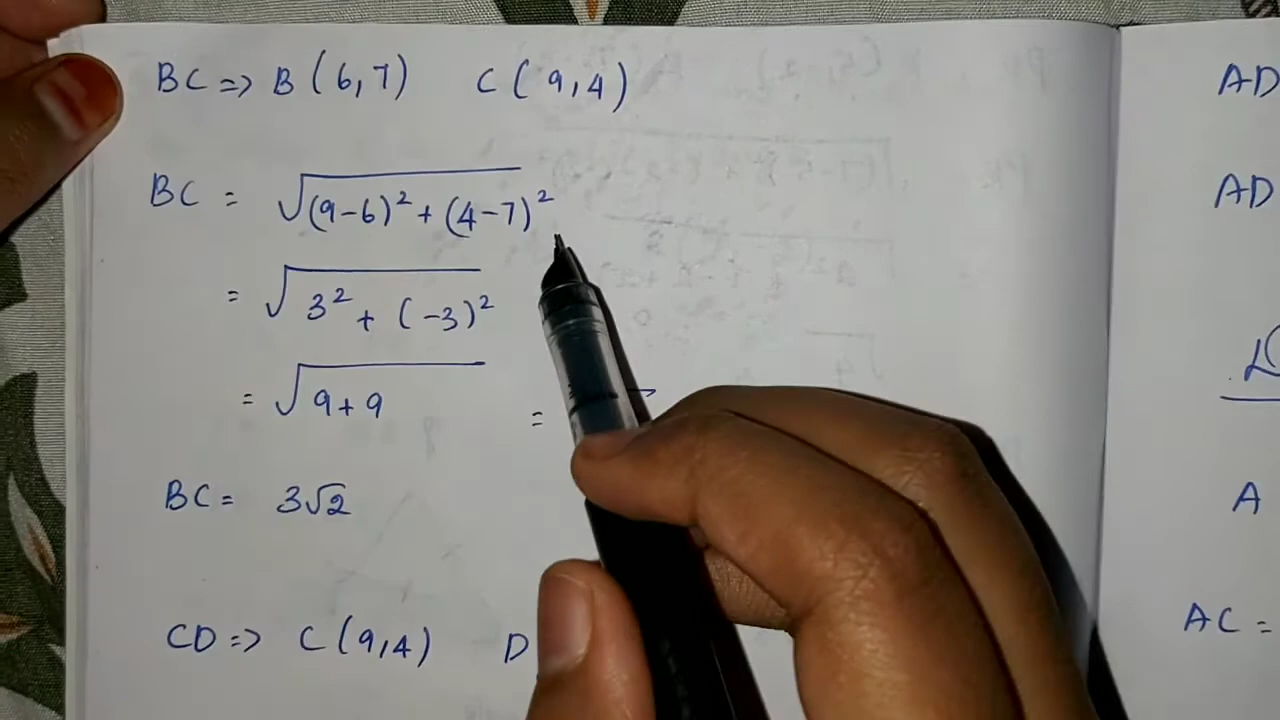 BC => B (6,7) C (9,4)
BC = √(9-6)² + (4-7)²
= √3² + (-3)²
= √9+9 =
BC = 3√2
CD => C (9,4) D
AD
AD
A
AC =